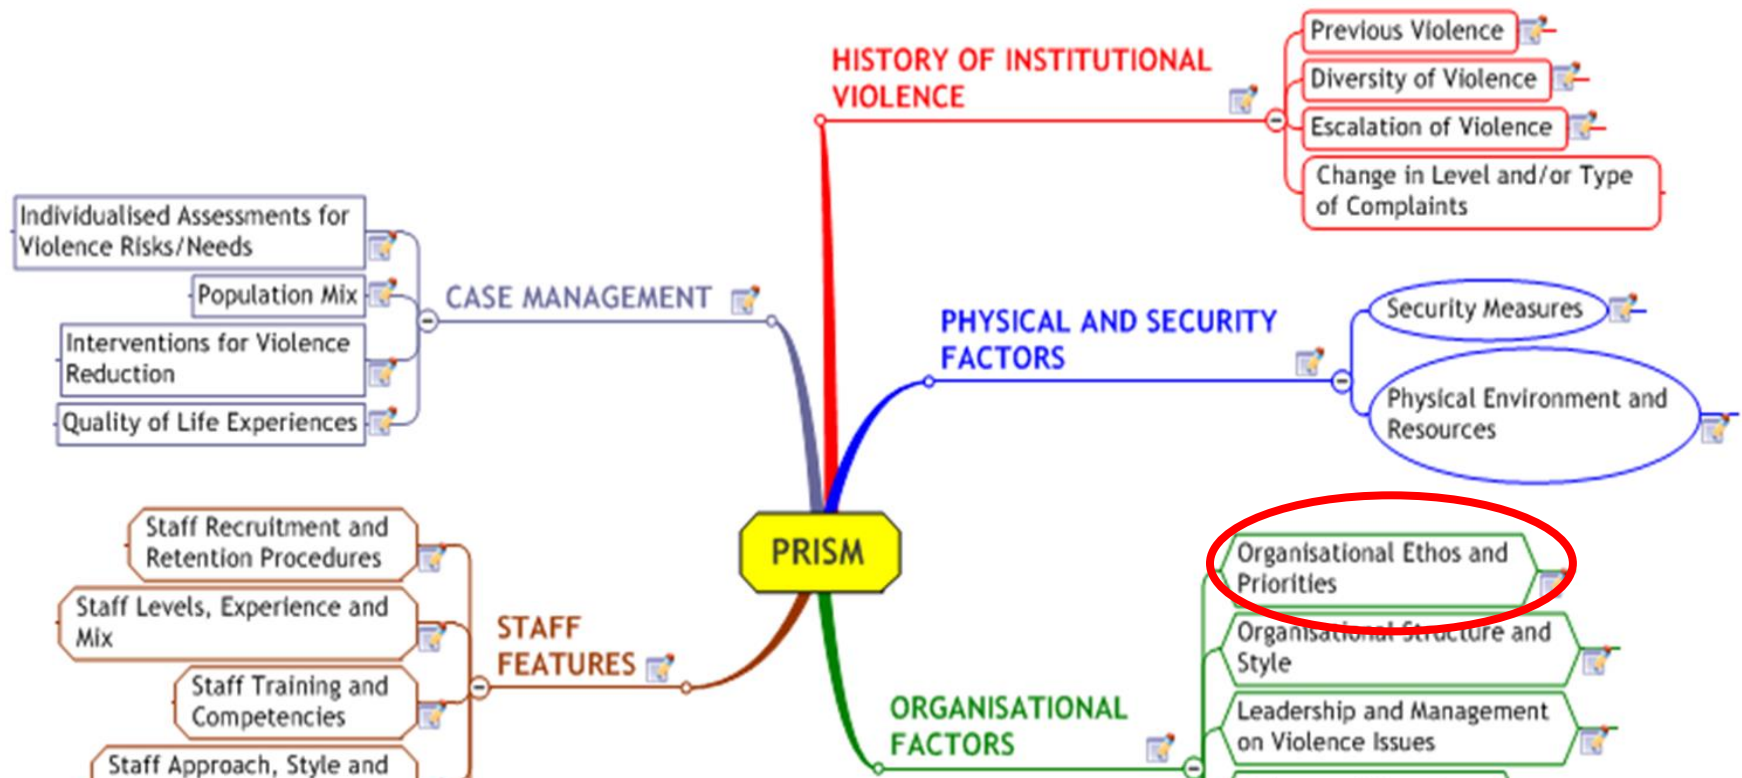 HISTORY OF INSTITUTIONAL
VIOLENCE
Previous Violence
Diversity of Violence
Escalation of Violence
Change in Level and/or Type
of Complaints
Individualised Assessments for
Violence Risks/Needs
Population Mix
Interventions for Violence
Reduction
Quality of Life Experiences
CASE MANAGEMENT
PHYSICAL AND SECURITY
FACTORS
Security Measures
Physical Environment and
Resources
PRISM
Staff Recruitment and
Retention Procedures
Staff Levels, Experience and
Mix
Staff Training and
Competencies
Staff Approach, Style and
STAFF
FEATURES
ORGANISATIONAL
FACTORS
Organisational Ethos and
Priorities
Organisational Structure and
Style
Leadership and Management
on Violence Issues